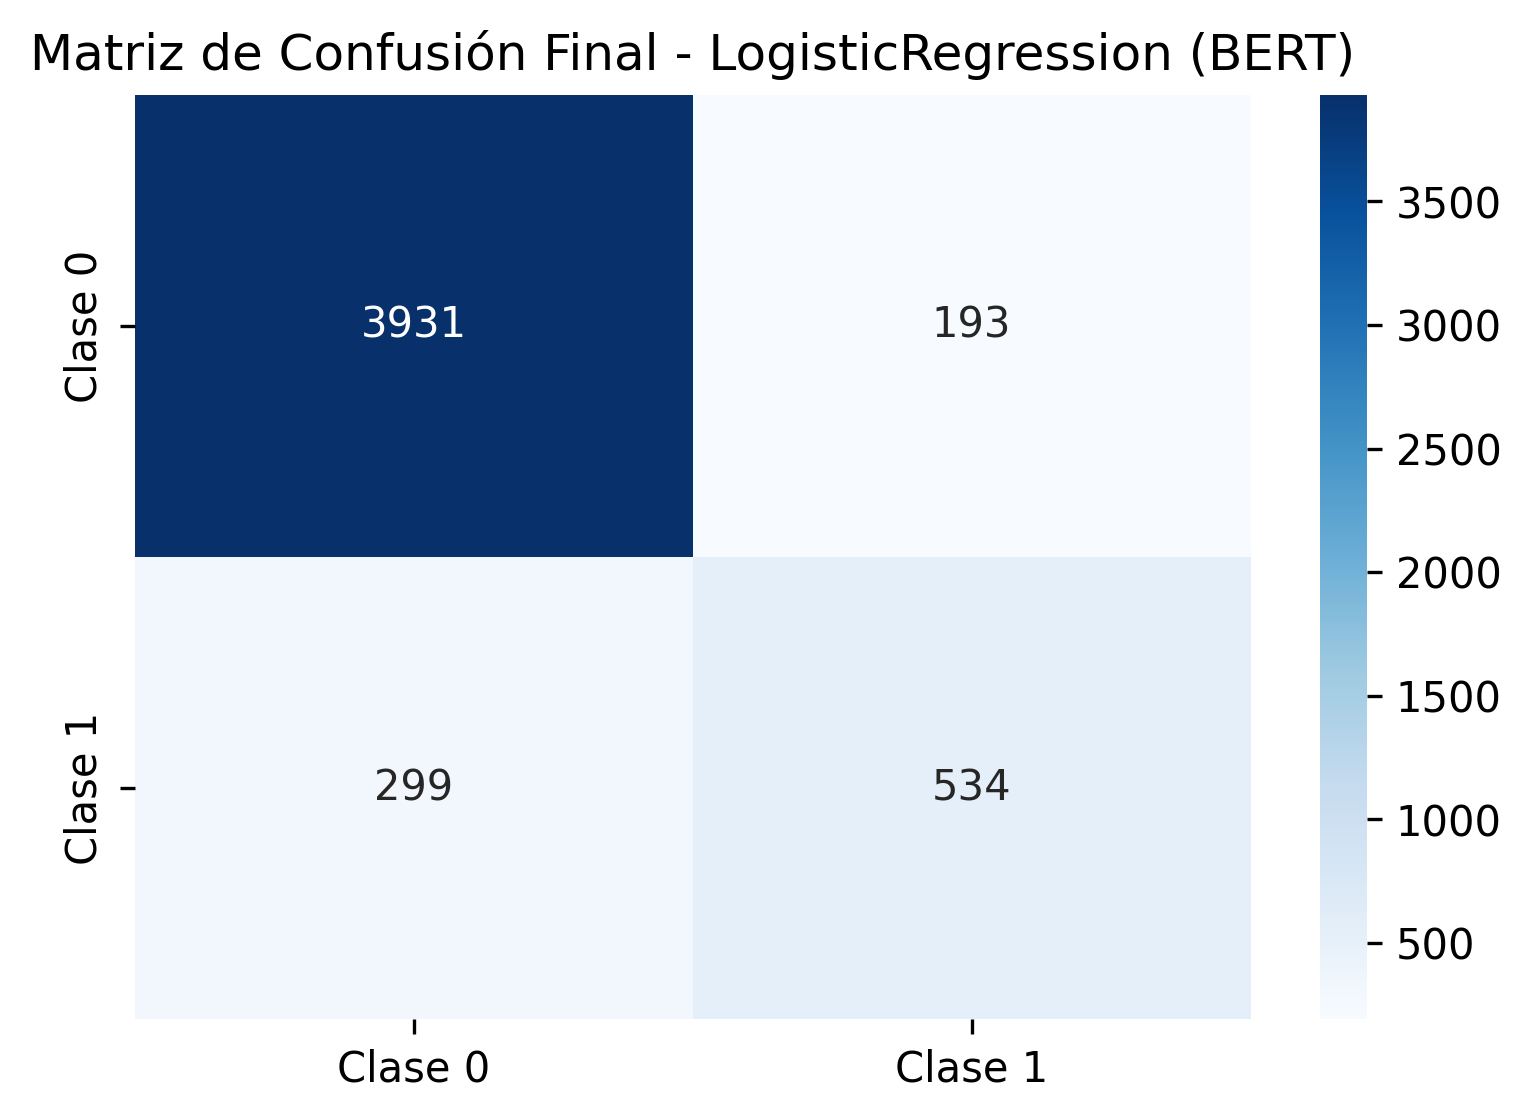 Matriz de Confusión Final - LogisticRegression (BERT)
Clase 0
3931
193
Clase 1
299
534
Clase 0
Clase 1
3500
3000
2500
2000
1500
1000
500